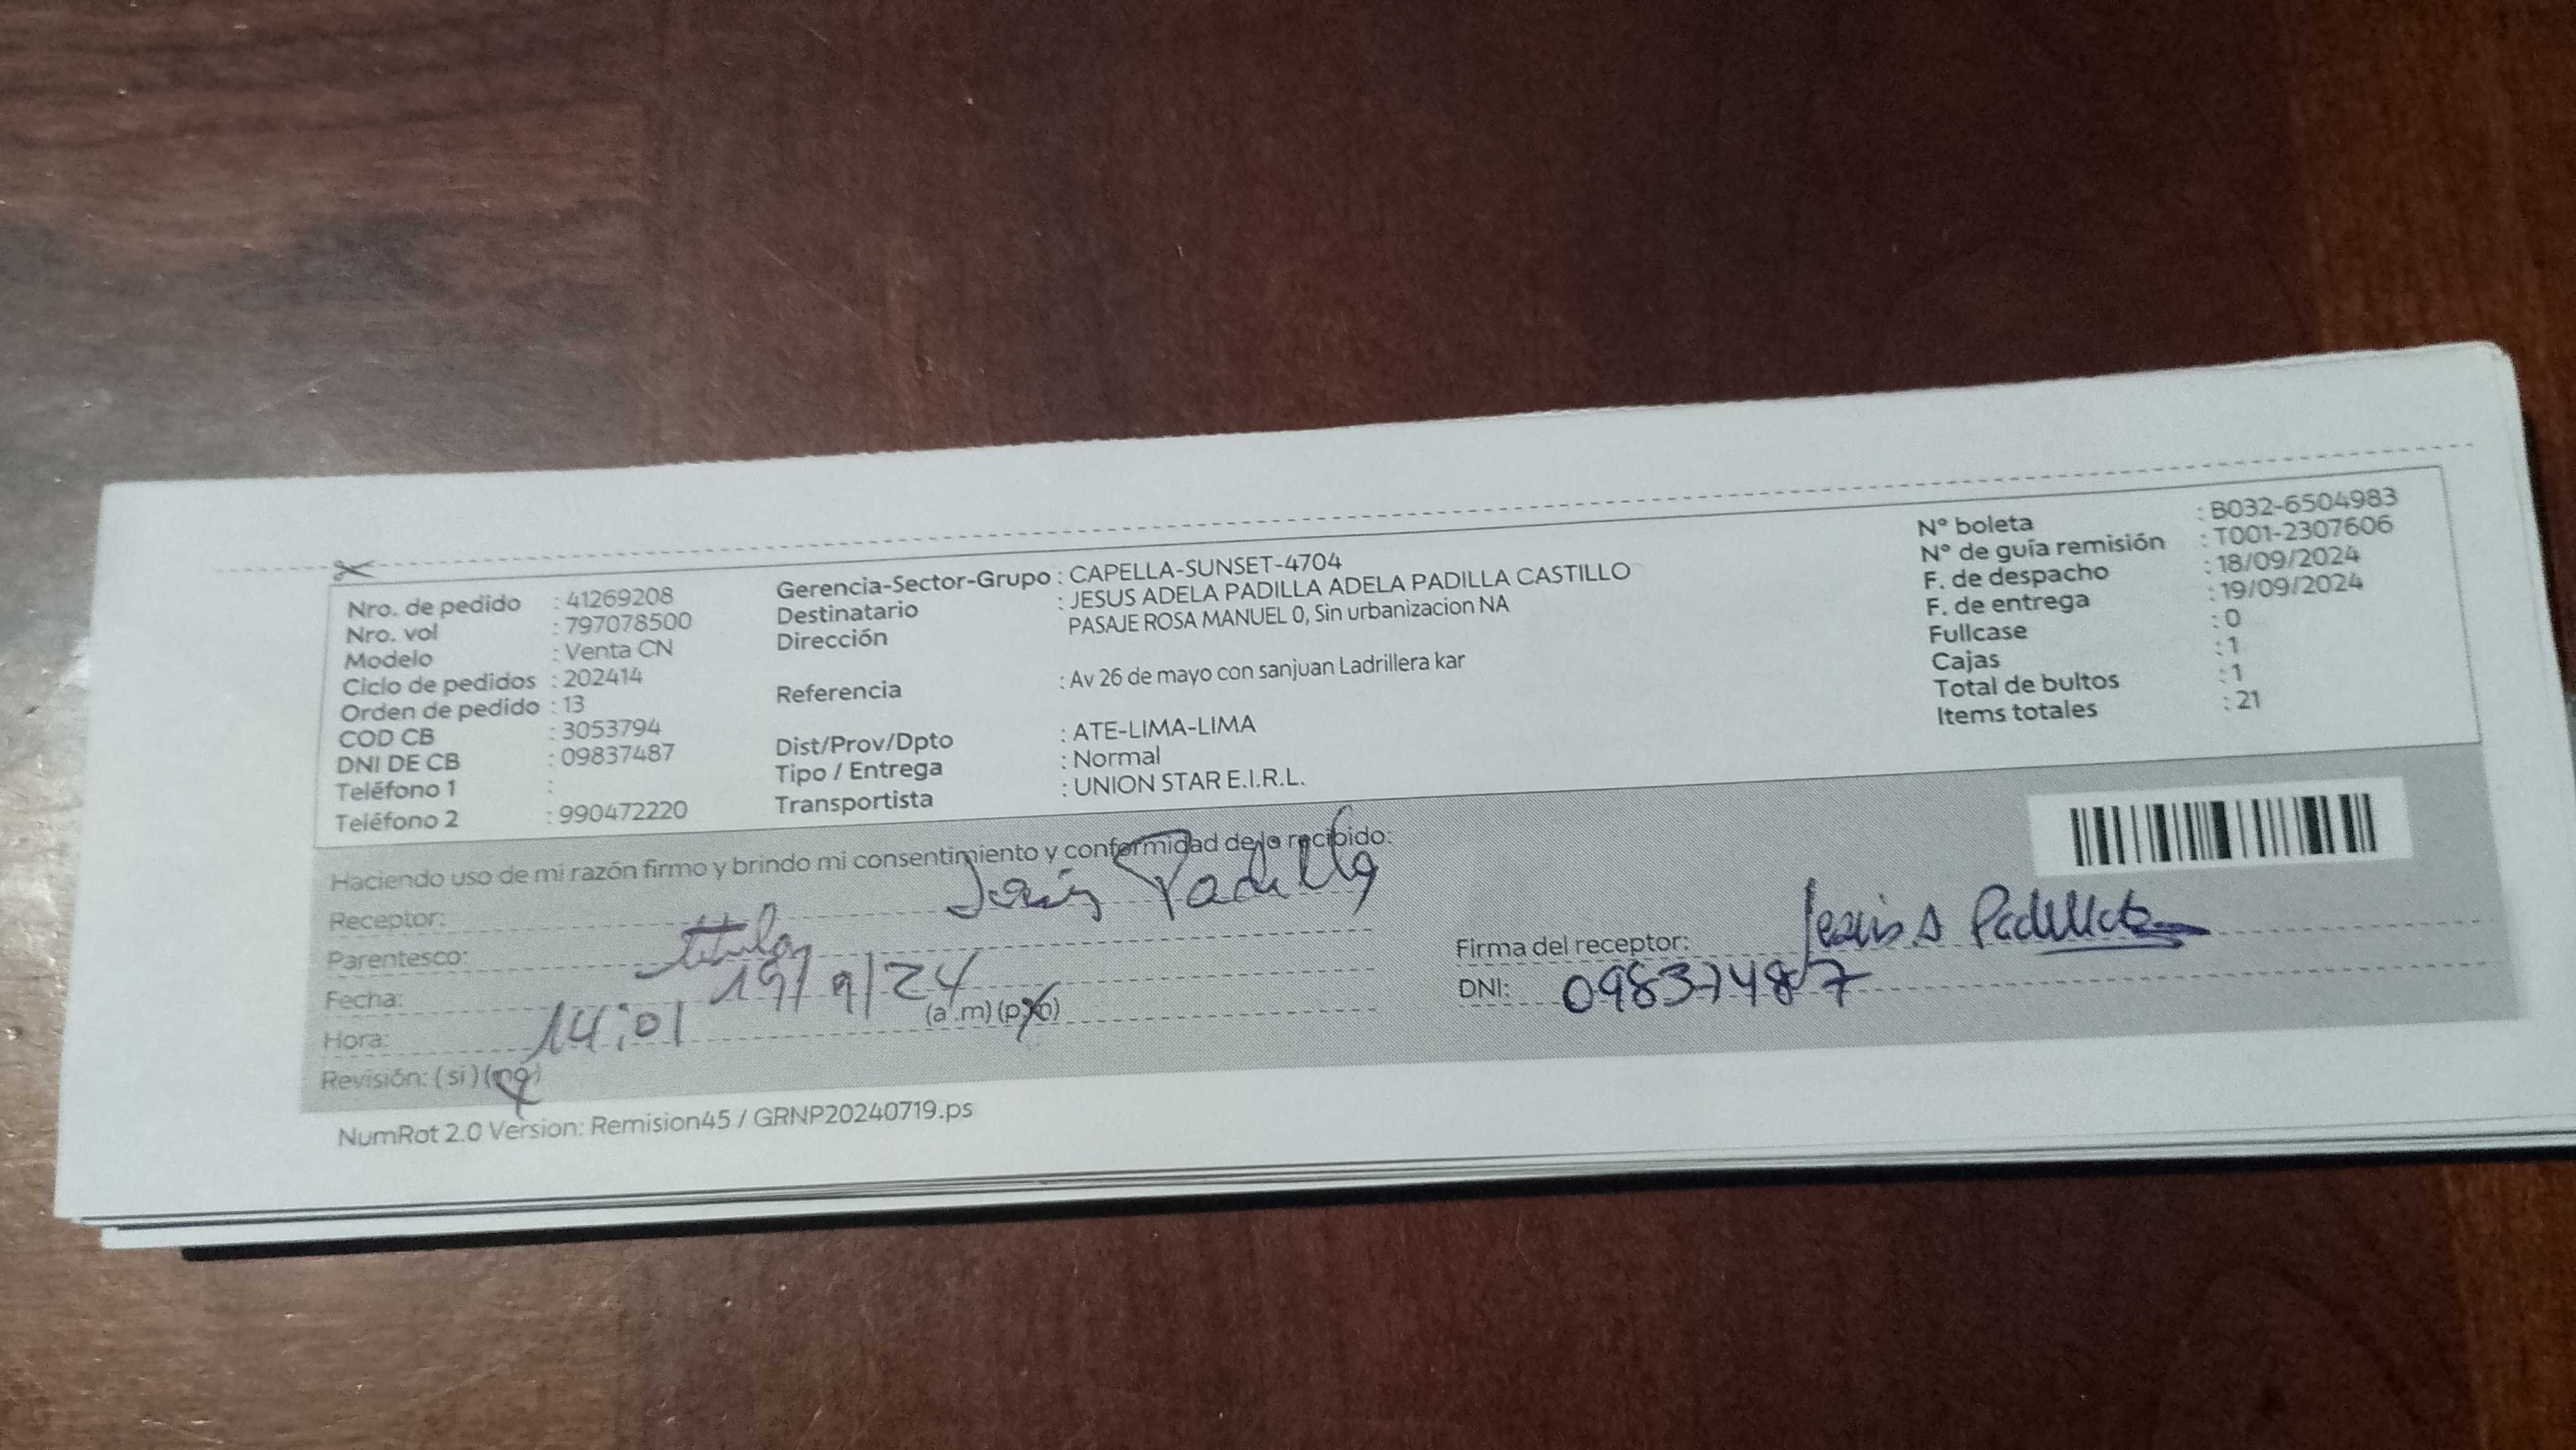 Nro. de pedido : 41269208
Nro. vol : 797078500
Modelo : Venta CN
Ciclo de pedidos : 202414
Orden de pedido : 13
COD CB : 3053794
DNI DE CB : 09837487
Teléfono 1 :
Teléfono 2 : 990472220
Gerencia-Sector-Grupo : CAPELLA-SUNSET-4704
Destinatario : JESUS ADELA PADILLA ADELA PADILLA CASTILLO
Dirección PASAJE ROSA MANUEL 0, Sin urbanizacion NA
Referencia : Av 26 de mayo con sanjuan Ladrillera kar
Dist/Prov/Dpto : ATE-LIMA-LIMA
Tipo / Entrega : Normal
Transportista : UNION STAR E.I.R.L.
N° boleta : B032-6504983
N° de guía remisión : T001-2307606
F. de despacho : 18/09/2024
F. de entrega : 19/09/2024
Fullcase : 0
Cajas : 1
Total de bultos : 1
Items totales : 21
Haciendo uso de mi razón firmo y brindo mi consentimiento y conformidad de lo recibido:
Receptor: Jesús Padilla
Parentesco: titular
Fecha: 19/9/24
Hora: 14:01 (a.m) (p.m)
Revisión: (si) (no)
Firma del receptor: Jesus A Padilla
DNI: 09837487
NumRot 2.0 Version: Remision45 / GRNP20240719.ps